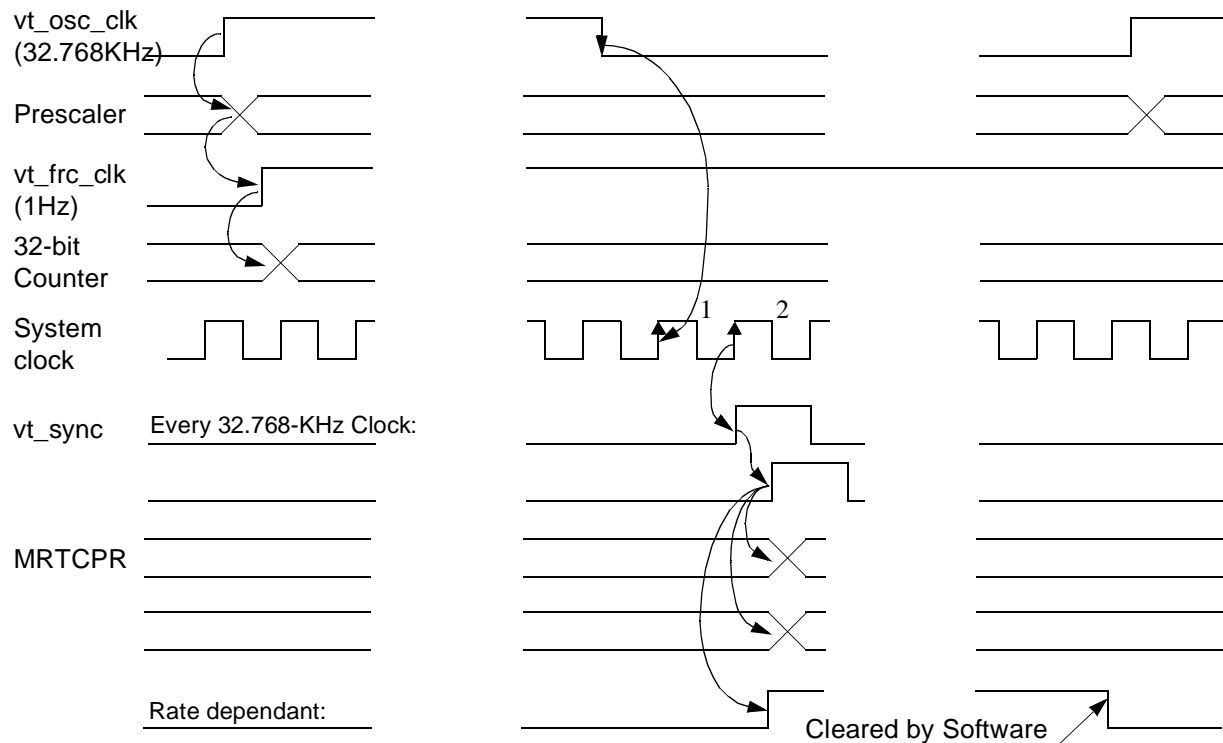 vt_osc_clk
(32.768KHz)
Prescaler
vt_frc_clk
(1Hz)
32-bit
Counter
System
clock
1
2
vt_sync
Every 32.768-KHz Clock:
MRTCPR
Rate dependant:
Cleared by Software